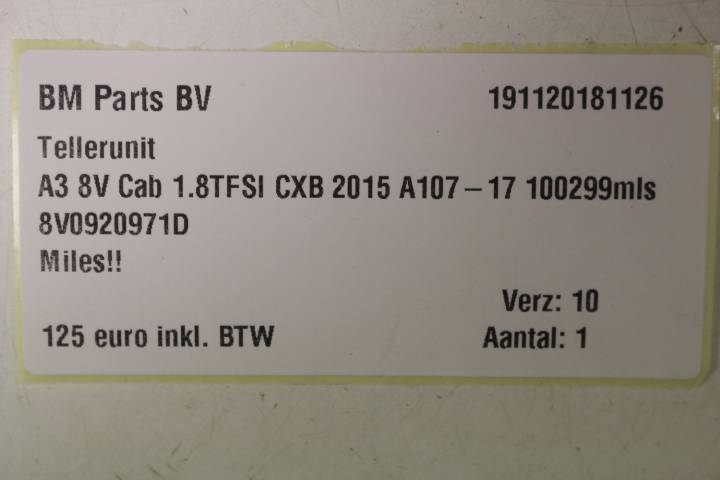 BM Parts BV 191120181126
Tellerunit
A3 8V Cab 1.8TFSI CXB 2015 A107-17 100299mls
8V0920971D
Miles!!
Verz: 10
125 euro inkl. BTW Aantal: 1